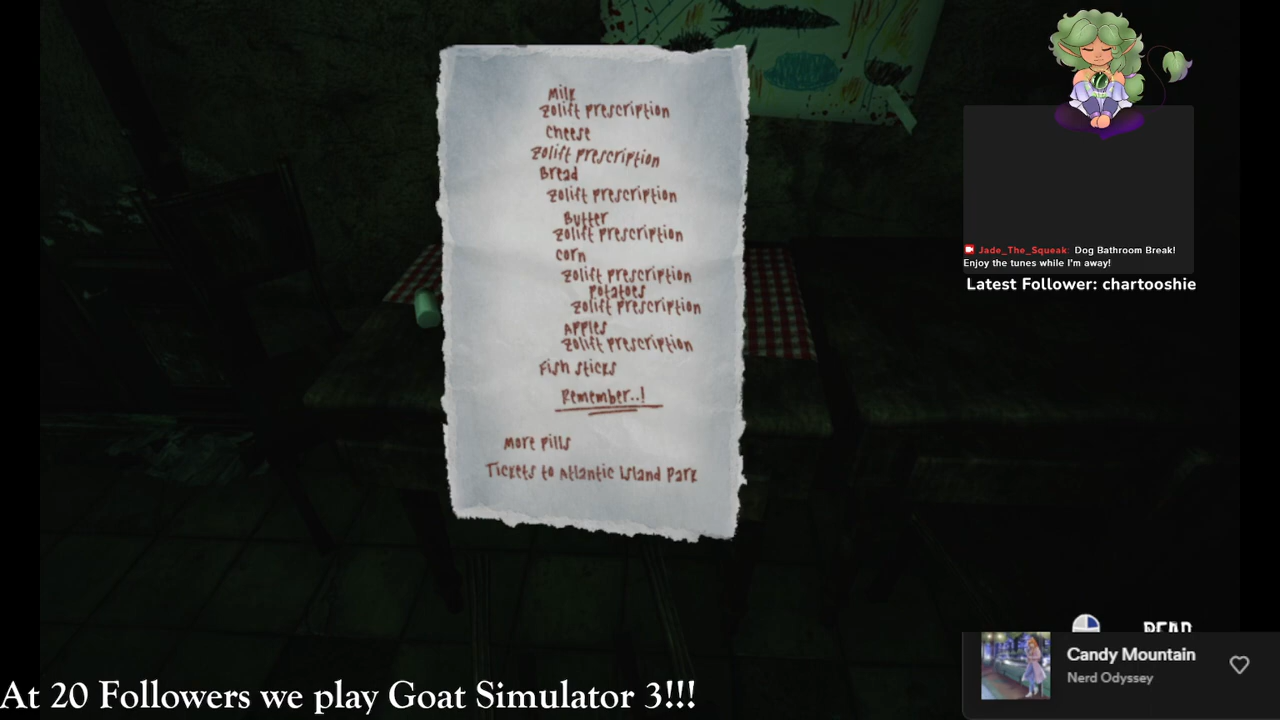 Milk
Zolift prescription
Cheese
Zolift prescription
Bread
Zolift prescription
Butter
Zolift prescription
Corn
Zolift prescription
Potatoes
Zolift prescription
Apples
Zolift prescription
Fish sticks
Remember..!
More pills
Tickets to Atlantic Island Park
Jade_The_Squeak: Dog Bathroom Break!
Enjoy the tunes while I'm away!
Latest Follower: chartooshie
READ
Candy Mountain
Nerd Odyssey
At 20 Followers we play Goat Simulator 3!!!